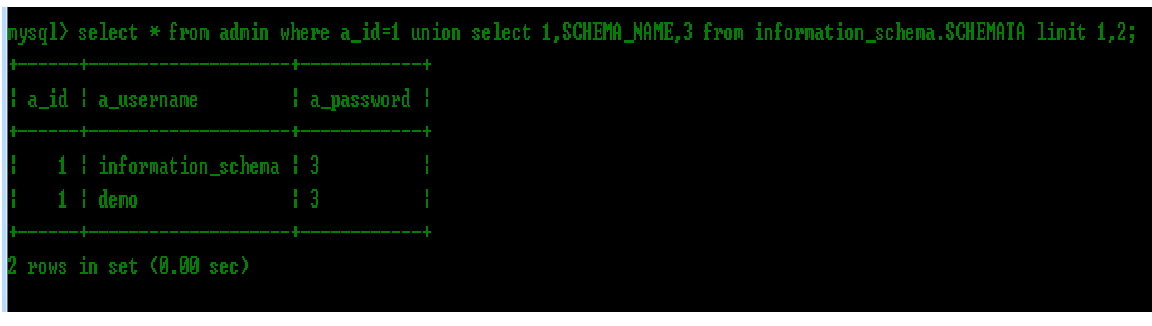 mysql> select * from admin where a_id=1 union select 1,SCHEMA_NAME,3 from information_schema.SCHEMATA limit 1,2;
+------+--------------------+------------+
| a_id | a_username         | a_password |
+------+--------------------+------------+
|    1 | information_schema | 3          |
|    1 | demo               | 3          |
+------+--------------------+------------+
2 rows in set (0.00 sec)